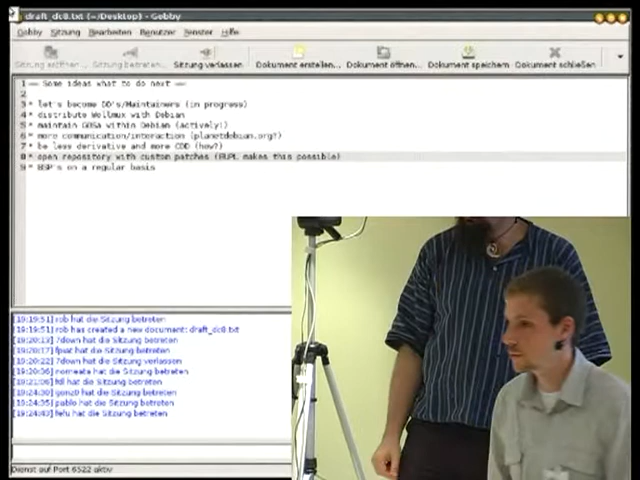 draft_dc8.txt (~/Desktop) - Gobby
Gobby Sitzung Bearbeiten Benutzer Fenster Hilfe
Sitzung eröffnen... Sitzung betreten... Sitzung verlassen Dokument erstellen... Dokument öffnen... Dokument speichern Dokument schließen
1 == Some ideas what to do next ==
2
3 * let's become DD's/Maintainers (in progress)
4 * distribute Wollmux with Debian
5 * maintain GOSA within Debian (actively!)
6 * more communication/interaction (planetdebian.org?)
7 * be less derivative and more CDD (how?)
8 * open repository with custom patches (EUPL makes this possible)
9 * BSP's on a regular basis
[19:19:51] rob hat die Sitzung betreten
[19:19:51] rob has created a new document: draft_dc8.txt
[19:20:17] 7down hat die Sitzung betreten
[19:20:17] fpwat hat die Sitzung betreten
[19:20:22] 7down hat die Sitzung verlassen
[19:20:36] nomeata hat die Sitzung betreten
hat die Sitzung betreten
[19:24:30] gonz0 hat die Sitzung betreten
[19:24:35] pablo hat die Sitzung betreten
[19:24:43] fefu hat die Sitzung betreten
Dienst auf Port 6522 aktiv